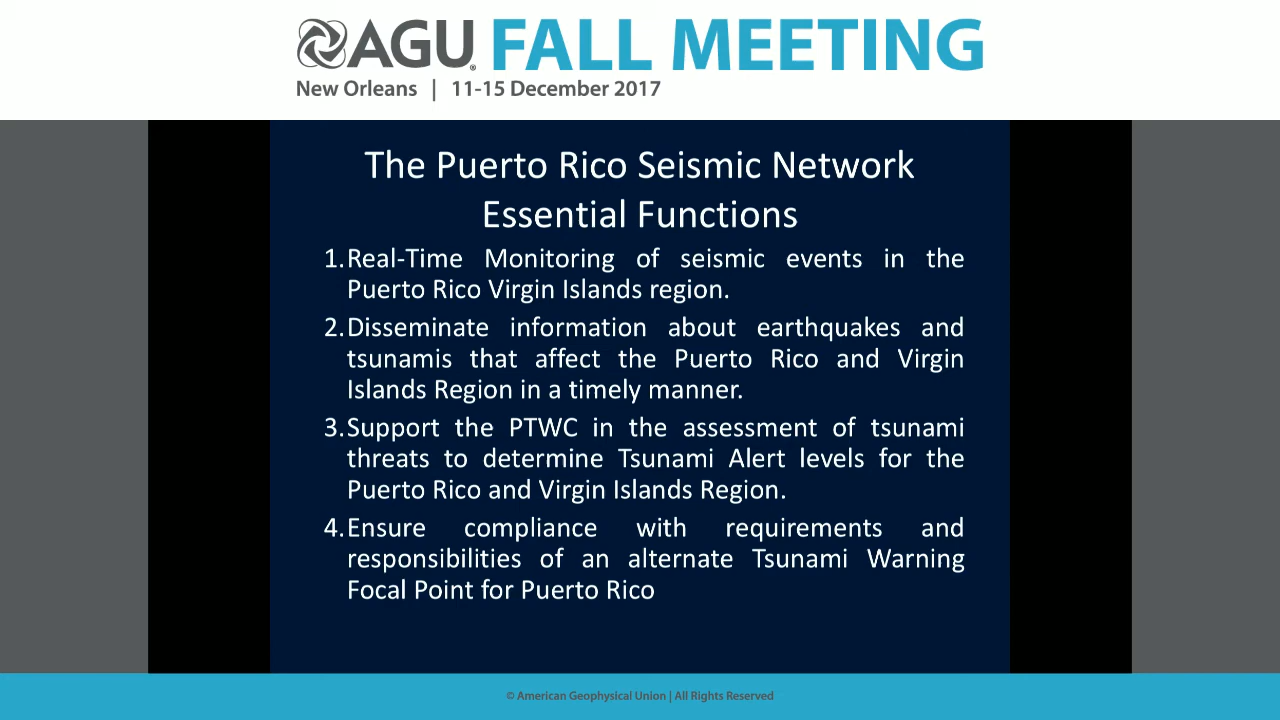 AGU FALL MEETING
New Orleans | 11-15 December 2017
The Puerto Rico Seismic Network
Essential Functions
1. Real-Time Monitoring of seismic events in the
Puerto Rico Virgin Islands region.
2. Disseminate information about earthquakes and
tsunamis that affect the Puerto Rico and Virgin
Islands Region in a timely manner.
3. Support the PTWC in the assessment of tsunami
threats to determine Tsunami Alert levels for the
Puerto Rico and Virgin Islands Region.
4. Ensure compliance with requirements and
responsibilities of an alternate Tsunami Warning
Focal Point for Puerto Rico
© American Geophysical Union | All Rights Reserved